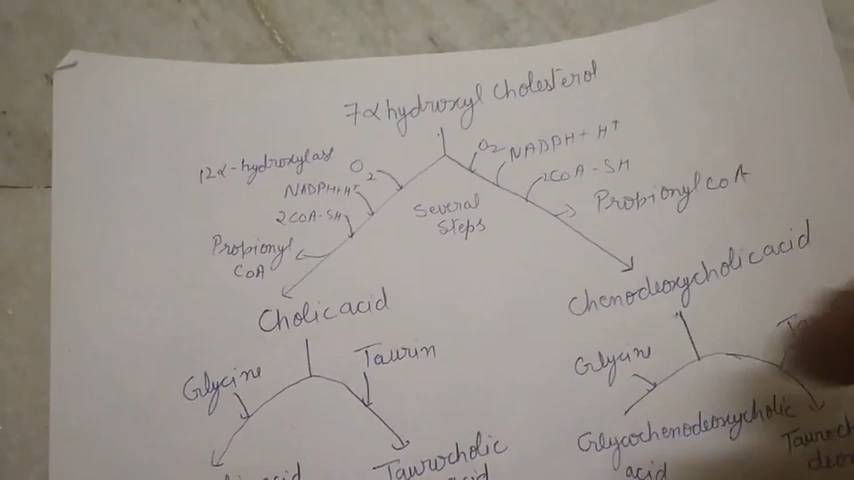 7α hydroxyl cholesterol
12α-hydroxylase
O2
NADPH+H+
2COA-SH
Propionyl
COA
Several
Steps
O2
NADPH + H+
2COA-SH
Propionyl COA
Cholic acid
Chenodeoxycholic acid
Glycine
Taurin
Glycine
Taurocholic
Glycochenodeoxycholic
acid